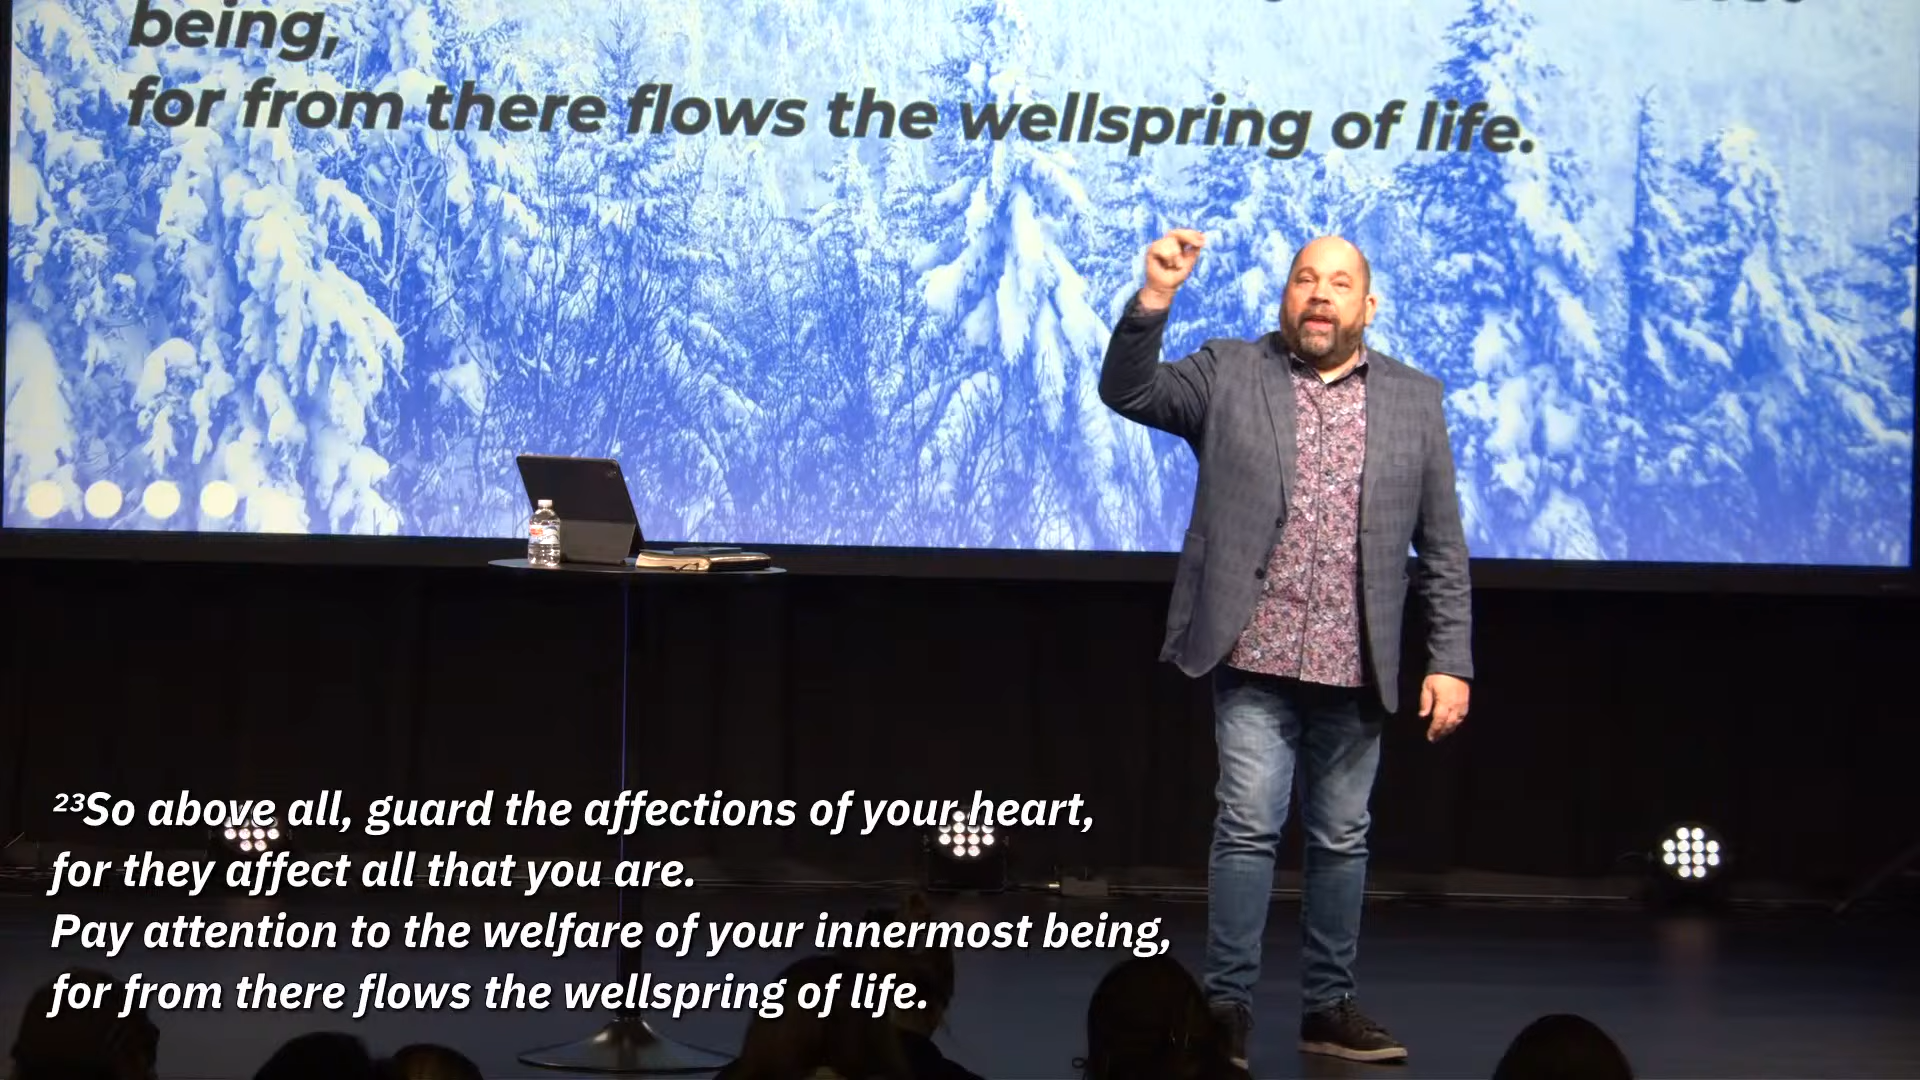 being,
for from there flows the wellspring of life.
²³So above all, guard the affections of your heart,
for they affect all that you are.
Pay attention to the welfare of your innermost being,
for from there flows the wellspring of life.